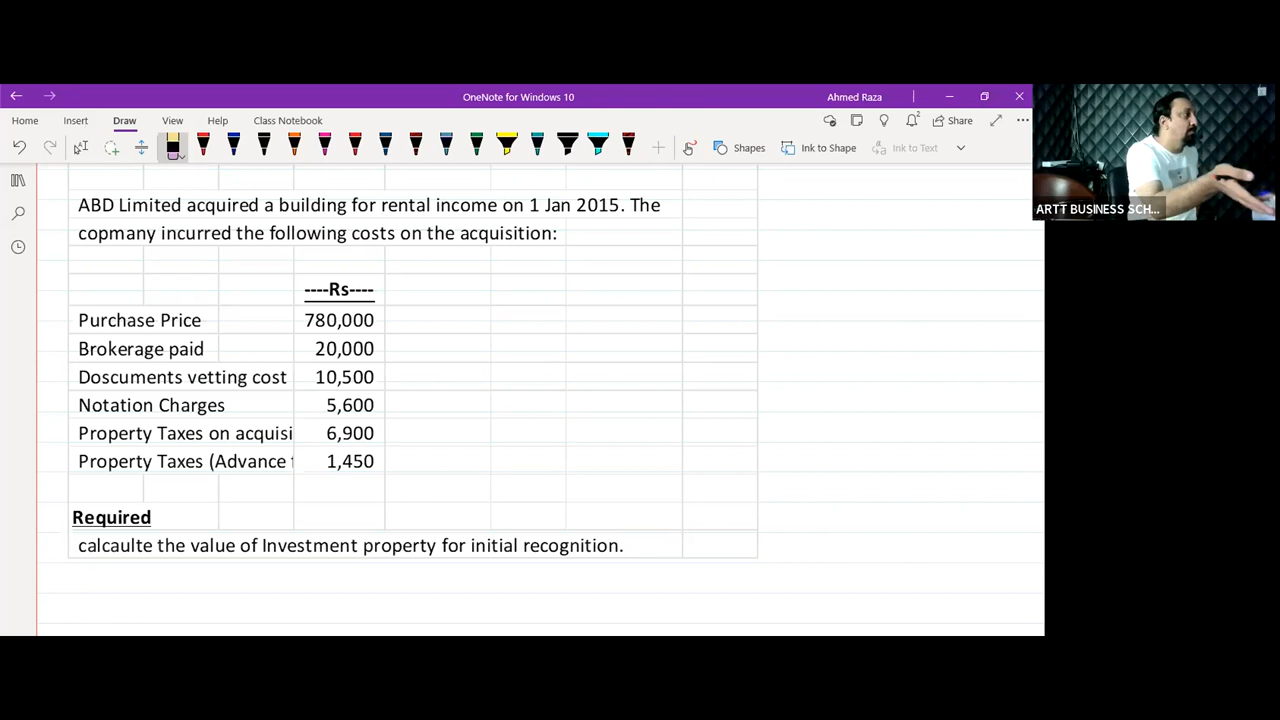 OneNote for Windows 10
Ahmed Raza
Home Insert Draw View Help Class Notebook
Share
Shapes Ink to Shape Ink to Text
ABD Limited acquired a building for rental income on 1 Jan 2015. The
copmany incurred the following costs on the acquisition:
----Rs----
Purchase Price 780,000
Brokerage paid 20,000
Doscuments vetting cost 10,500
Notation Charges 5,600
Property Taxes on acquisi 6,900
Property Taxes (Advance 1,450
Required
calcaulte the value of Investment property for initial recognition.
ARTT BUSINESS SCH...